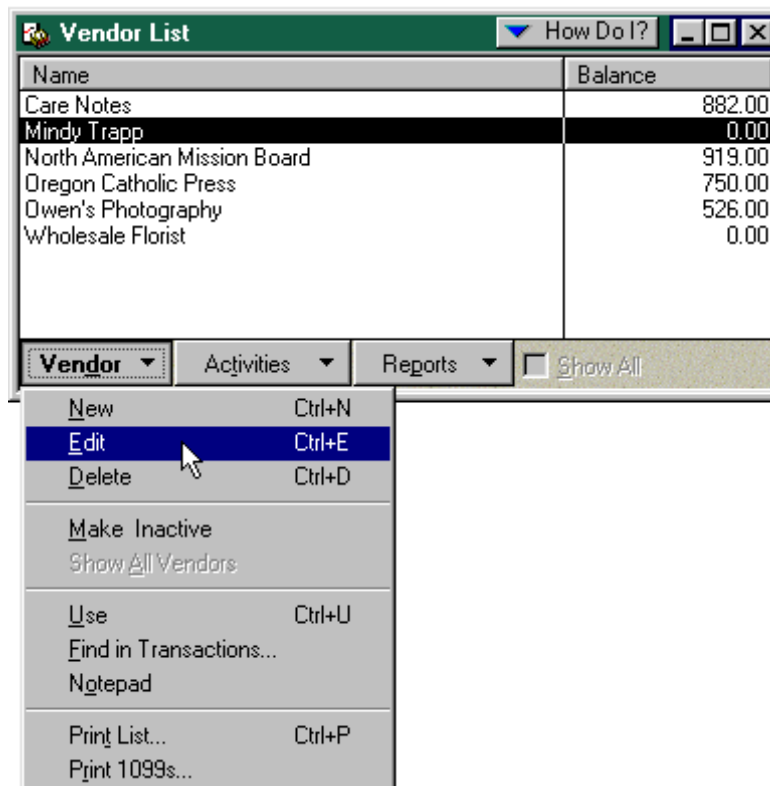 Vendor List How Do I?
Name Balance
Care Notes 882.00
Mindy Trapp 0.00
North American Mission Board 919.00
Oregon Catholic Press 750.00
Owen's Photography 526.00
Wholesale Florist 0.00
Vendor Activities Reports Show All
New Ctrl+N
Edit Ctrl+E
Delete Ctrl+D
Make Inactive
Show All Vendors
Use Ctrl+U
Find in Transactions...
Notepad
Print List... Ctrl+P
Print 1099s...